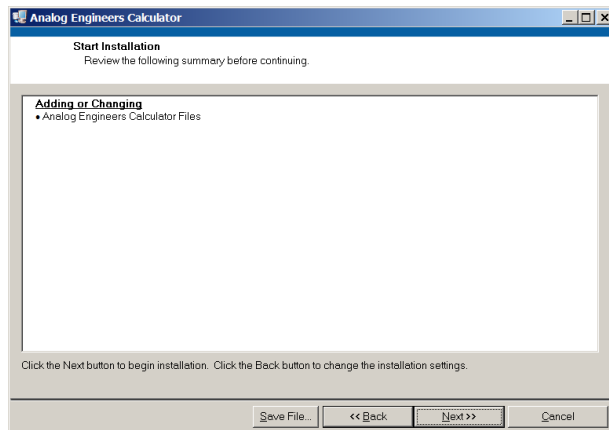 Analog Engineers Calculator
Start Installation
Review the following summary before continuing.
Adding or Changing
• Analog Engineers Calculator Files
Click the Next button to begin installation. Click the Back button to change the installation settings.
Save File... << Back Next >> Cancel